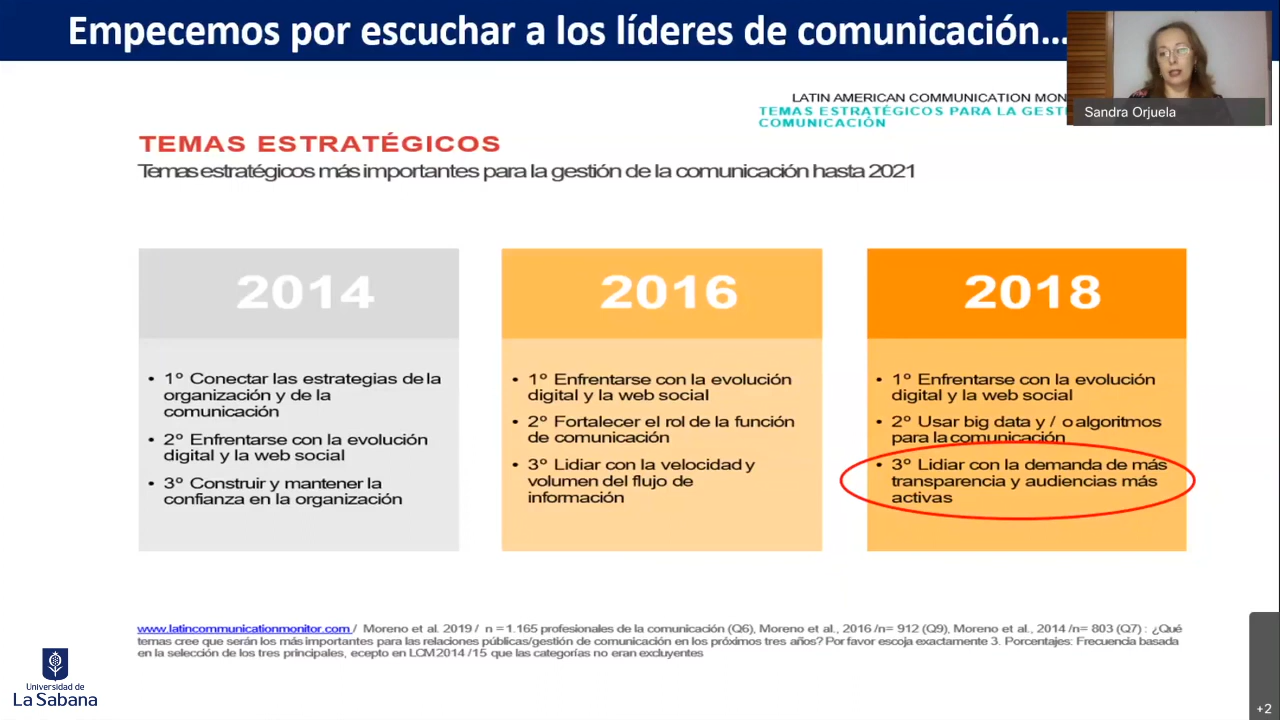 Empecemos por escuchar a los líderes de comunicación...
Sandra Orjuela
LATIN AMERICAN COMMUNICATION
TEMAS ESTRATÉGICOS PARA LA
COMUNICACIÓN
TEMAS ESTRATÉGICOS
Temas estratégicos más importantes para la gestión de la comunicación hasta 2021
2014
• 1º Conectar las estrategias de la
organización y de la
comunicación
• 2º Enfrentarse con la evolución
digital y la web social
• 3º Construir y mantener la
confianza en la organización
2016
• 1º Enfrentarse con la evolución
digital y la web social
• 2º Fortalecer el rol de la función
de comunicación
• 3º Lidiar con la velocidad y
volumen del flujo de
información
2018
• 1º Enfrentarse con la evolución
digital y la web social
• 2º Usar big data y / o algoritmos
para la comunicación
• 3º Lidiar con la demanda de más
transparencia y audiencias más
activas
www.latincommunicationmonitor.com / Moreno et al. 2019 / n = 1.165 profesionales de la comunicación (Q6), Moreno et al., 2016 /n= 912 (Q9), Moreno et al., 2014 /n= 803 (Q7) : ¿Qué
temas cree que serán los más importantes para las relaciones públicas/gestión de comunicación en los próximos tres años? Por favor escoja exactamente 3. Porcentajes: Frecuencia basada
en la selección de los tres principales, ecepto en LCM 2014 /15 que las categorías no eran excluyentes
Universidad de
La Sabana
+2